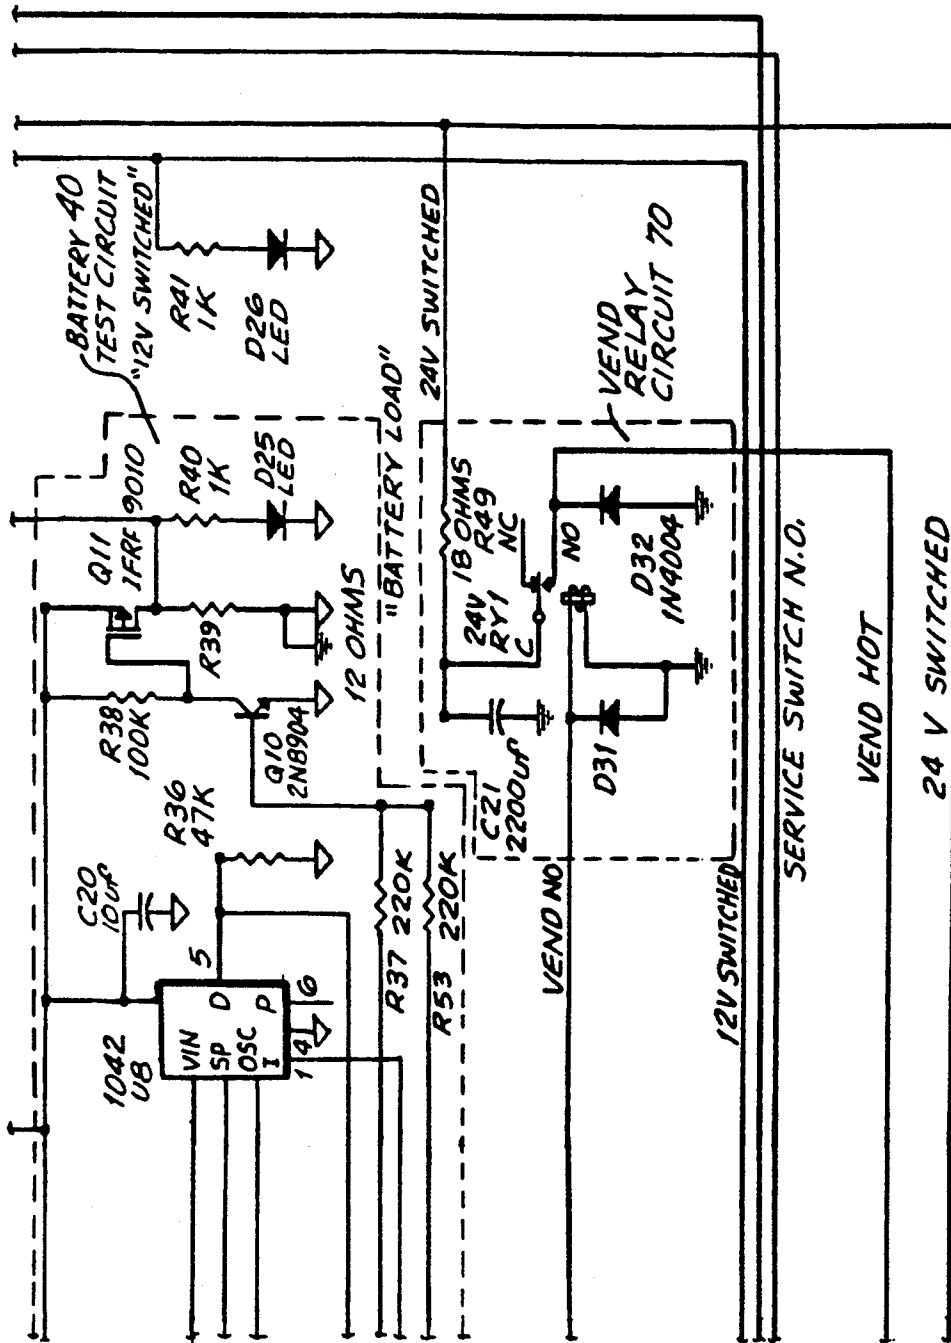 BATTERY 40
TEST CIRCUIT
"12V SWITCHED"
R41
1K
D26
LED
24V SWITCHED
VEND
RELAY
CIRCUIT 70
Q11
1FRF 9010
R40
1K
D25
LED
"BATTERY LOAD"
R39
12 OHMS
R38
100K
Q10
2N8904
R36
47K
C20
10uf
5
1042
U8
VIN
SP
OSC
I
D
P
6
4
1
R37 220K
R53 220K
18 OHMS
R49
NC
24V
RY1
C
NO
D32
1N4004
C21
2200uf
D31
VEND NO
12V SWITCHED
SERVICE SWITCH N.O.
VEND HOT
24 V SWITCHED